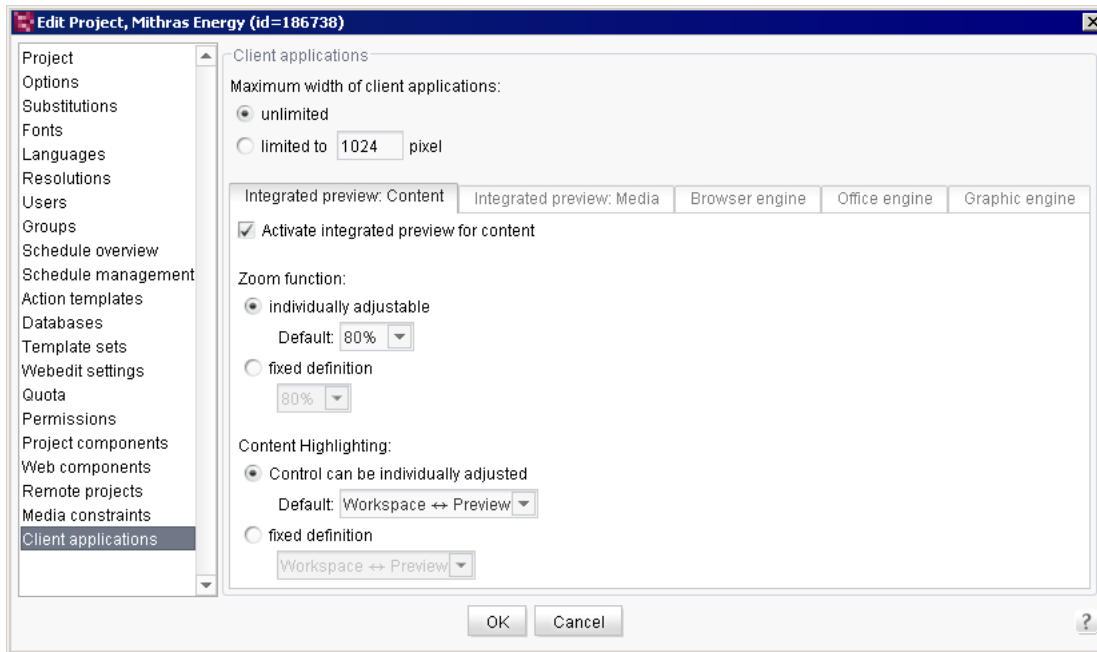 Edit Project, Mithras Energy (id=186738)
Project
Options
Substitutions
Fonts
Languages
Resolutions
Users
Groups
Schedule overview
Schedule management
Action templates
Databases
Template sets
Webedit settings
Quota
Permissions
Project components
Web components
Remote projects
Media constraints
Client applications
Client applications
Maximum width of client applications:
unlimited
limited to 1024 pixel
Integrated preview: Content Integrated preview: Media Browser engine Office engine Graphic engine
Activate integrated preview for content
Zoom function:
individually adjustable
Default: 80%
fixed definition
80%
Content Highlighting:
Control can be individually adjusted
Default: Workspace ↔ Preview
fixed definition
Workspace ↔ Preview
OK Cancel ?